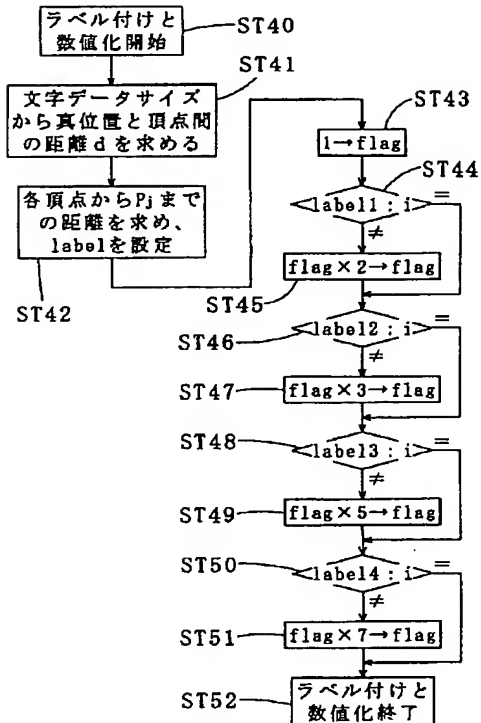 ラベル付けと
数値化開始
ST40
ST41
文字データサイズ
から真位置と頂点間
の距離dを求める
各頂点からPjまで
の距離を求め、
labelを設定
ST42
ST43
1→flag
ST44
label1:i
=
≠
flag×2→flag
ST45
ST46
label2:i
=
≠
ST47
flag×3→flag
ST48
label3:i
=
≠
ST49
flag×5→flag
ST50
label4:i
=
≠
ST51
flag×7→flag
ST52
ラベル付けと
数値化終了